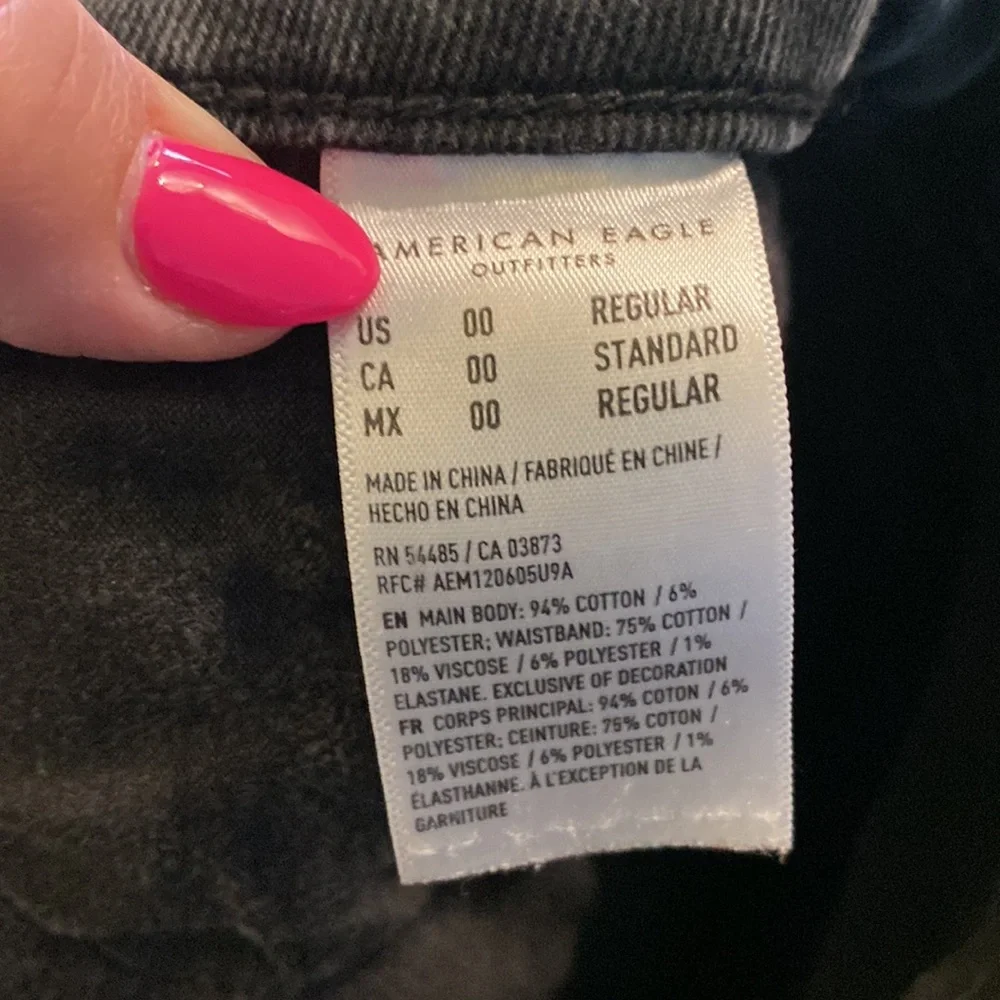 AMERICAN EAGLE
OUTFITTERS
US 00 REGULAR
CA 00 STANDARD
MX 00 REGULAR
MADE IN CHINA / FABRIQUÉ EN CHINE /
HECHO EN CHINA
RN 54485 / CA 03873
RFC# AEM120605U9A
EN MAIN BODY: 94% COTTON / 6%
POLYESTER; WAISTBAND: 75% COTTON /
18% VISCOSE / 6% POLYESTER / 1%
ELASTANE. EXCLUSIVE OF DECORATION
FR CORPS PRINCIPAL: 94% COTON / 6%
POLYESTER; CEINTURE: 75% COTON /
18% VISCOSE / 6% POLYESTER / 1%
ÉLASTHANNE. À L'EXCEPTION DE LA
GARNITURE